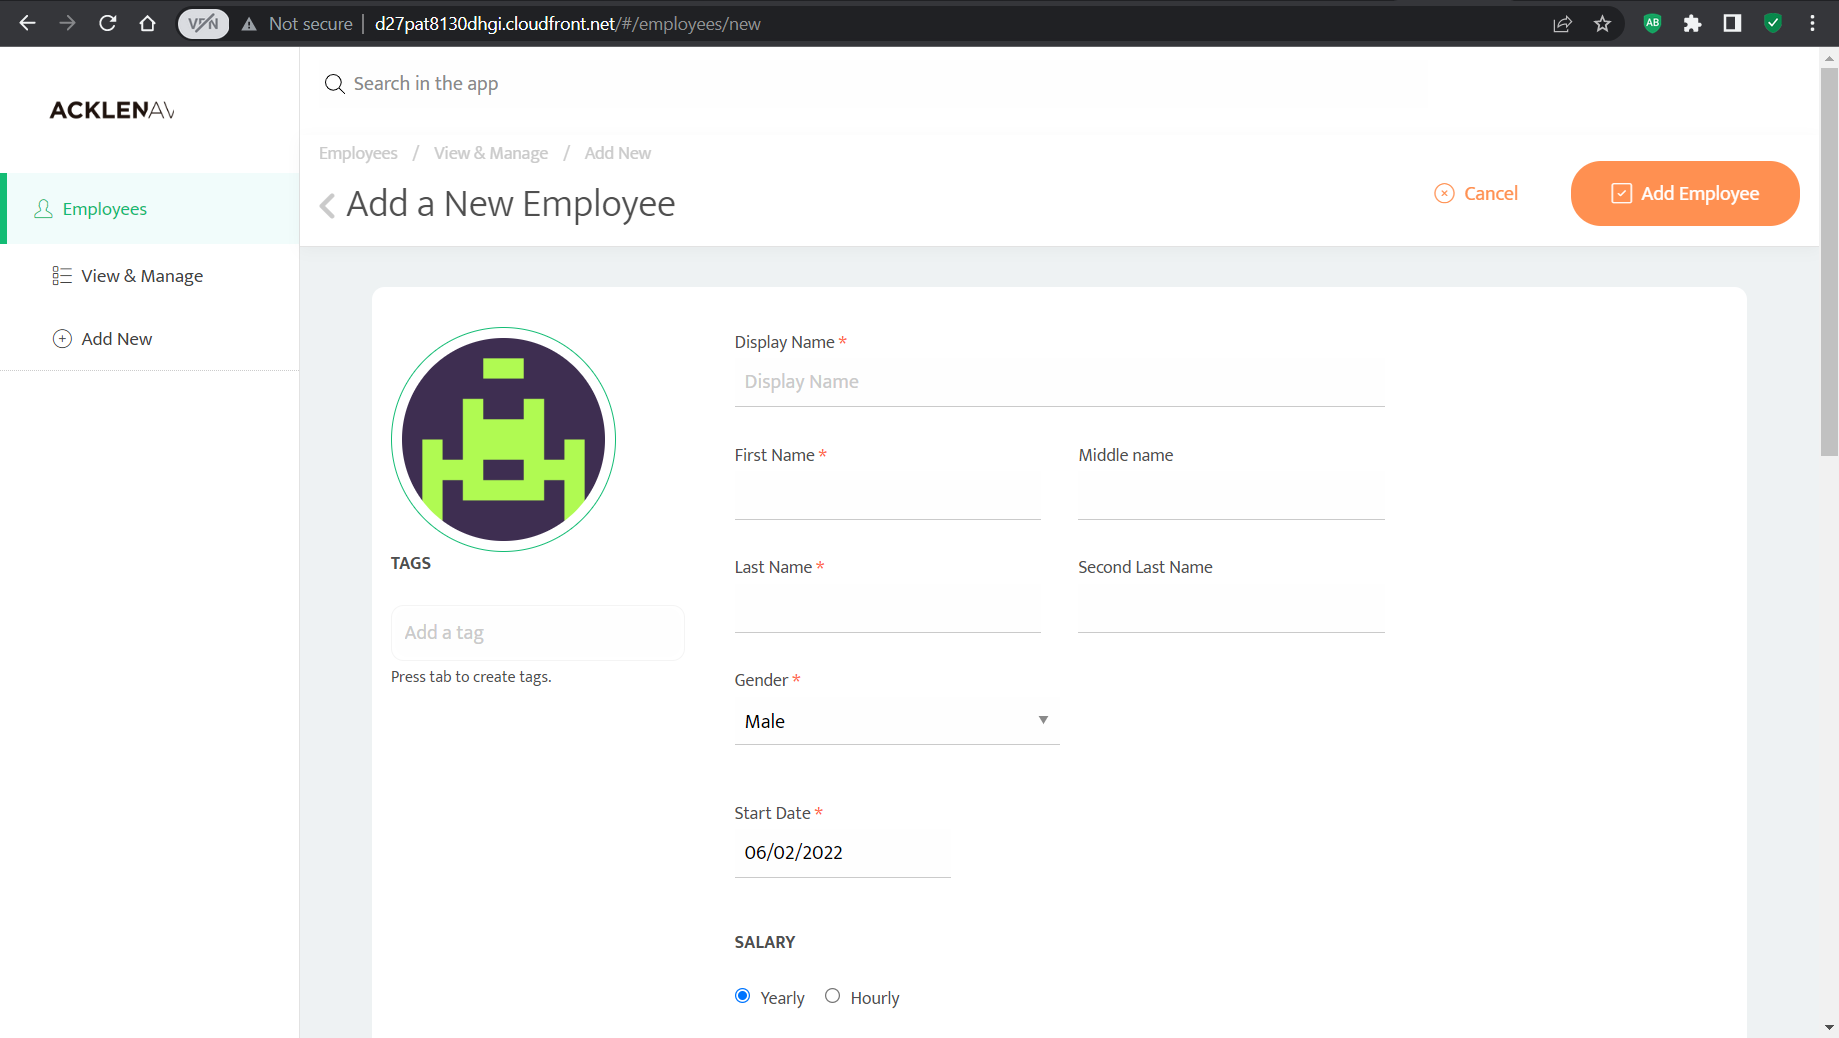 VPN Not secure d27pat8130dhgi.cloudfront.net/#/employees/new AB
ACKLENAV
Search in the app
Employees / View & Manage / Add New
Add a New Employee
Cancel
Add Employee
Employees
View & Manage
Add New
TAGS
Add a tag
Press tab to create tags.
Display Name *
Display Name
First Name *
Middle name
Last Name *
Second Last Name
Gender *
Male
Start Date *
06/02/2022
SALARY
Yearly Hourly